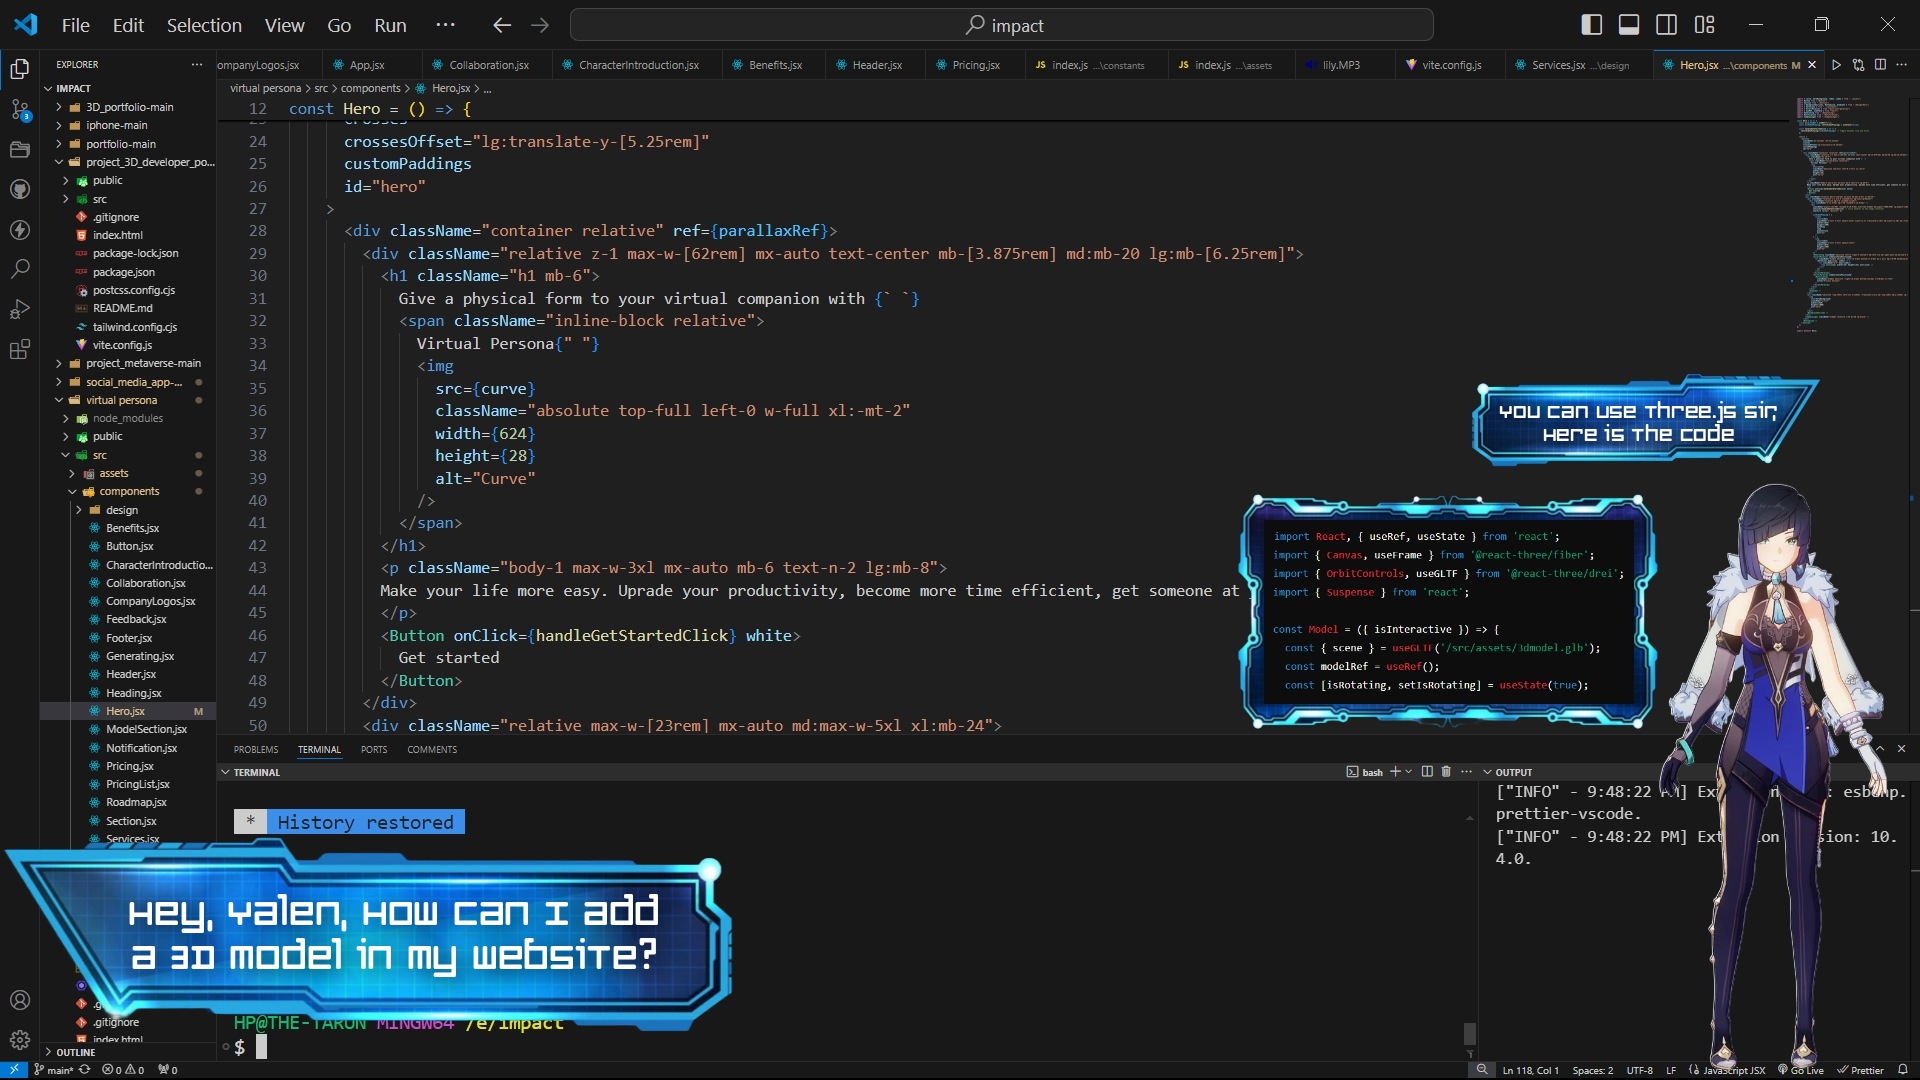 File Edit Selection View Go Run ···
impact
EXPLORER ···
IMPACT
3D_portfolio-main
iphone-main
portfolio-main
project_3D_developer_po...
public
src
.gitignore
index.html
package-lock.json
package.json
postcss.config.cjs
README.md
tailwind.config.cjs
vite.config.js
project_metaverse-main
social_media_app-...
virtual persona
node_modules
public
src
assets
components
design
Benefits.jsx
Button.jsx
CharacterIntroductio...
Collaboration.jsx
CompanyLogos.jsx
Feedback.jsx
Footer.jsx
Generating.jsx
Header.jsx
Heading.jsx
Hero.jsx M
ModelSection.jsx
Notification.jsx
Pricing.jsx
PricingList.jsx
Roadmap.jsx
Section.jsx
Services.jsx
.gitignore
index.html
OUTLINE
ompanyLogos.jsx App.jsx Collaboration.jsx CharacterIntroduction.jsx Benefits.jsx Header.jsx Pricing.jsx JS index.js ...\constants JS index.js ...\assets lily.MP3 vite.config.js Services.jsx ...\design Hero.jsx ...\components M
virtual persona > src > components > Hero.jsx > ...
12 const Hero = () => {
crosses
24 crossesOffset="lg:translate-y-[5.25rem]"
25 customPaddings
26 id="hero"
27 >
28 <div className="container relative" ref={parallaxRef}>
29 <div className="relative z-1 max-w-[62rem] mx-auto text-center mb-[3.875rem] md:mb-20 lg:mb-[6.25rem]">
30 <h1 className="h1 mb-6">
31 Give a physical form to your virtual companion with {` `}
32 <span className="inline-block relative">
33 Virtual Persona{" "}
34 <img
35 src={curve}
36 className="absolute top-full left-0 w-full xl:-mt-2"
37 width={624}
38 height={28}
39 alt="Curve"
40 />
41 </span>
42 </h1>
43 <p className="body-1 max-w-3xl mx-auto mb-6 text-n-2 lg:mb-8">
44 Make your life more easy. Uprade your productivity, become more time efficient, get someone at
45 </p>
46 <Button onClick={handleGetStartedClick} white>
47 Get started
48 </Button>
49 </div>
50 <div className="relative max-w-[23rem] mx-auto md:max-w-5xl xl:mb-24">
You can use Three.js sir,
Here is the code
import React, { useRef, useState } from 'react';
import { Canvas, useFrame } from '@react-three/fiber';
import { OrbitControls, useGLTF } from '@react-three/drei';
import { Suspense } from 'react';
const Model = ({ isInteractive }) => {
const { scene } = useGLTF('/src/assets/3dmodel.glb');
const modelRef = useRef();
const [isRotating, setIsRotating] = useState(true);
PROBLEMS TERMINAL PORTS COMMENTS
TERMINAL
bash
* History restored
HP@THE-TARUN MINGW64 /e/impact
$
OUTPUT
["INFO" - 9:48:22 PM] Ex : esbenp.
prettier-vscode.
["INFO" - 9:48:22 PM] Ext on sion: 10.
4.0.
Hey, Yalen, How can I add
a 3D model in my website?
main* 0 0 0
Ln 118, Col 1 Spaces: 2 UTF-8 LF JavaScript JSX Go Live Prettier